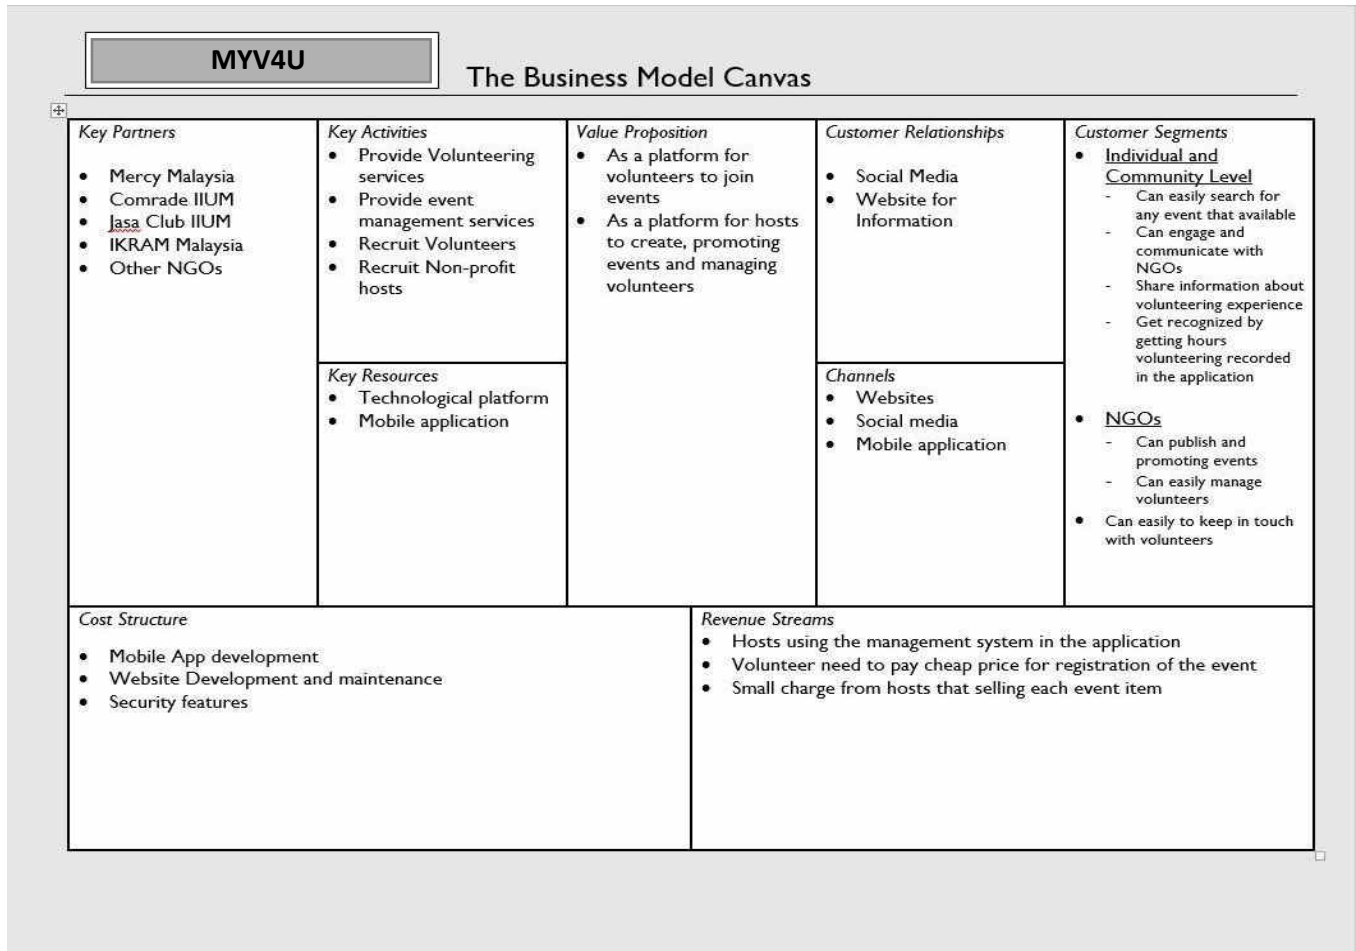 MYV4U
The Business Model Canvas
Key Partners
• Mercy Malaysia
• Comrade IIUM
• Jasa Club IIUM
• IKRAM Malaysia
• Other NGOs
Key Activities
• Provide Volunteering
services
• Provide event
management services
• Recruit Volunteers
• Recruit Non-profit
hosts
Key Resources
• Technological platform
• Mobile application
Value Proposition
• As a platform for
volunteers to join
events
• As a platform for hosts
to create, promoting
events and managing
volunteers
Customer Relationships
• Social Media
• Website for
Information
Channels
• Websites
• Social media
• Mobile application
Customer Segments
• Individual and
Community Level
- Can easily search for
any event that available
- Can engage and
communicate with
NGOs
- Share information about
volunteering experience
- Get recognized by
getting hours
volunteering recorded
in the application
• NGOs
- Can publish and
promoting events
- Can easily manage
volunteers
• Can easily to keep in touch
with volunteers
Cost Structure
• Mobile App development
• Website Development and maintenance
• Security features
Revenue Streams
• Hosts using the management system in the application
• Volunteer need to pay cheap price for registration of the event
• Small charge from hosts that selling each event item